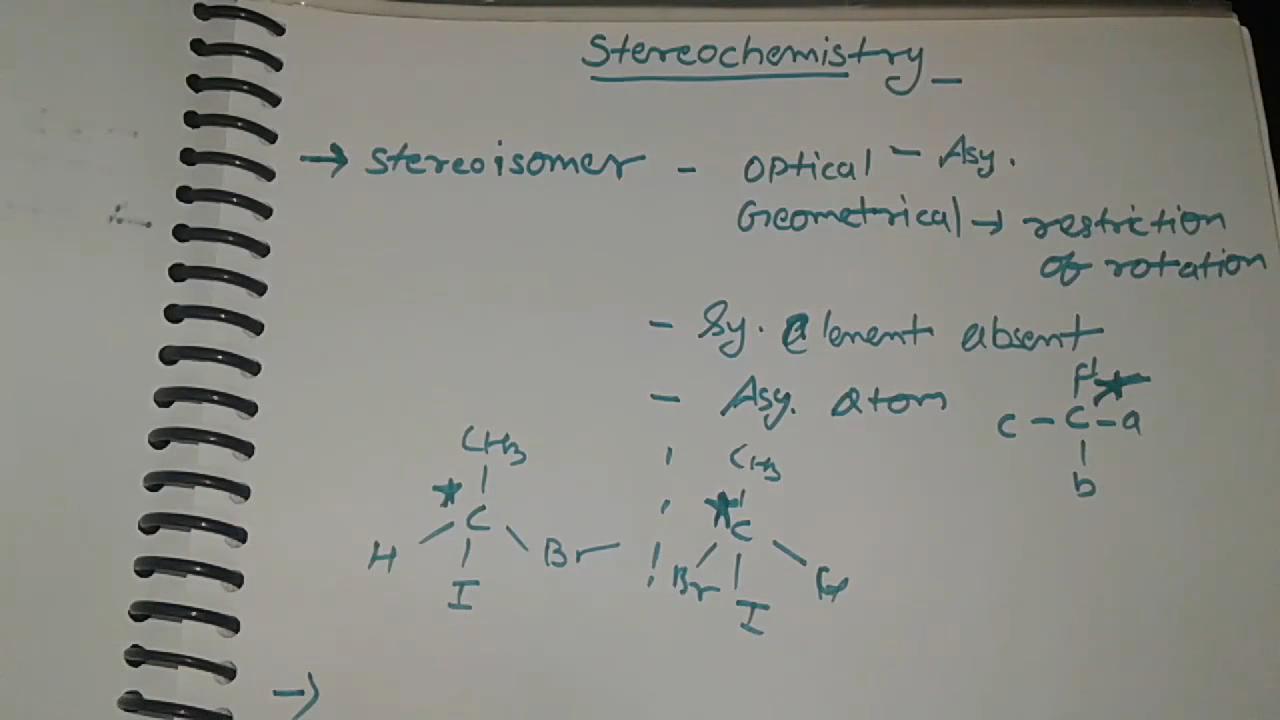 Stereochemistry
→ Stereoisomer - Optical - Asy.
Geometrical → restriction
of rotation
- Sy. element absent
- Asy. atom
c - C - a
b
CH3 CH3
C C
H Br Br
I I
→